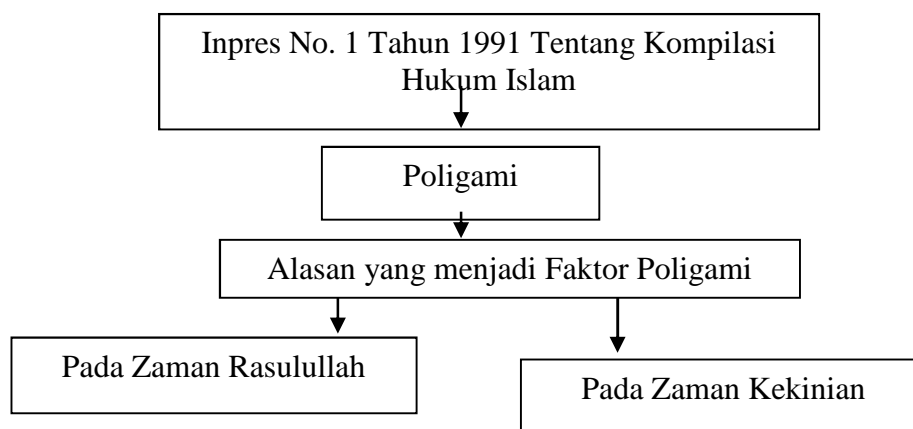 Inpres No. 1 Tahun 1991 Tentang Kompilasi
Hukum Islam
Poligami
Alasan yang menjadi Faktor Poligami
Pada Zaman Rasulullah
Pada Zaman Kekinian